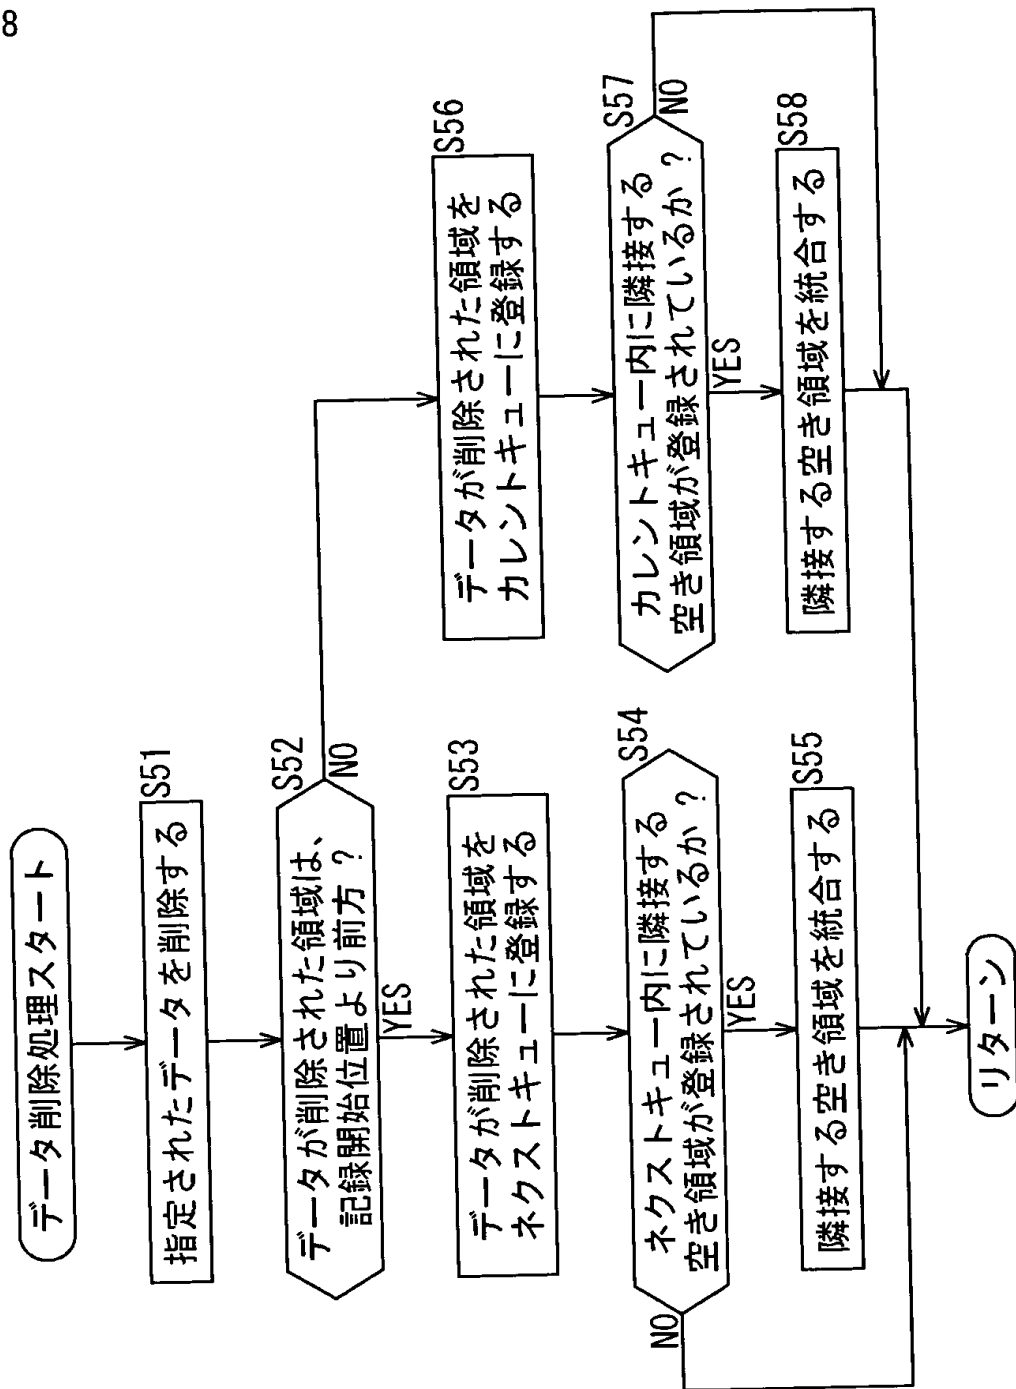 8
データ削除処理スタート
S51
指定されたデータを削除する
S52
データが削除された領域は、
記録開始位置より前方？
NO
YES
S53
データが削除された領域を
ネクストキューに登録する
S54
ネクストキュー内に隣接する
空き領域が登録されているか？
NO
YES
S55
隣接する空き領域を統合する
S56
データが削除された領域を
カレントキューに登録する
S57
カレントキュー内に隣接する
空き領域が登録されているか？
NO
YES
S58
隣接する空き領域を統合する
リターン